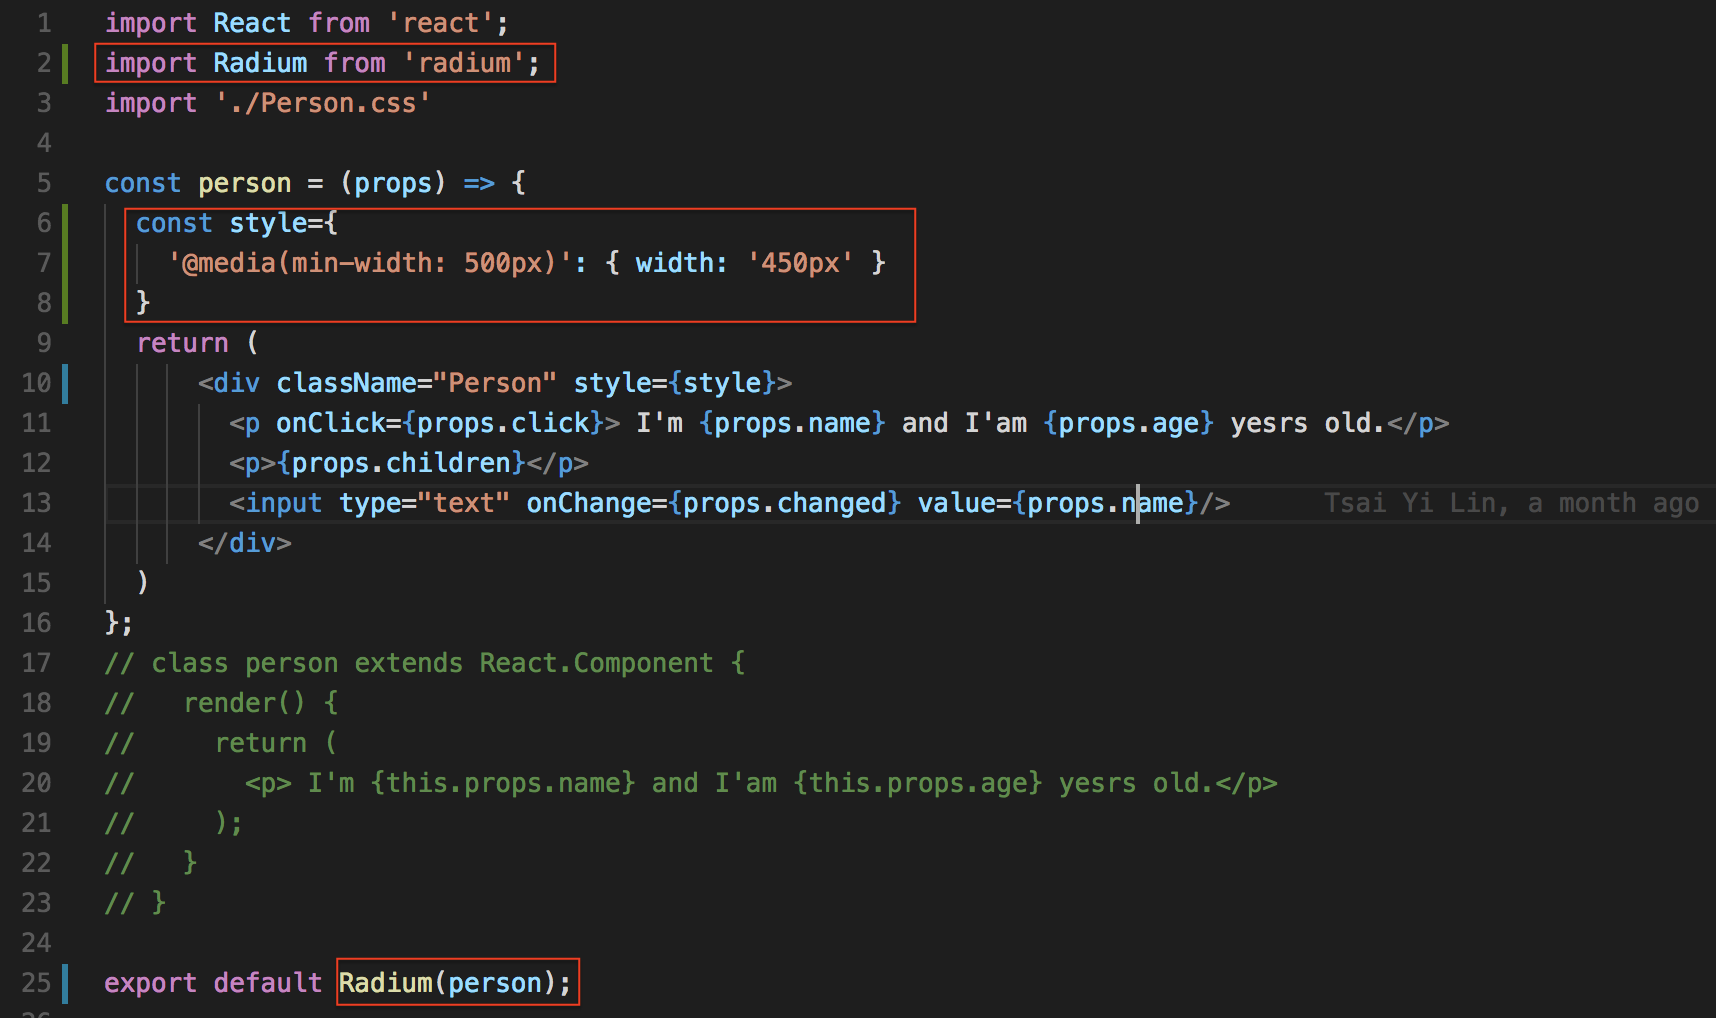 1 import React from 'react';
2 import Radium from 'radium';
3 import './Person.css'
4
5 const person = (props) => {
6 const style={
7 '@media(min-width: 500px)': { width: '450px' }
8 }
9 return (
10 <div className="Person" style={style}>
11 <p onClick={props.click}> I'm {props.name} and I'am {props.age} yesrs old.</p>
12 <p>{props.children}</p>
13 <input type="text" onChange={props.changed} value={props.name}/> Tsai Yi Lin, a month ago
14 </div>
15 )
16 };
17 // class person extends React.Component {
18 // render() {
19 // return (
20 // <p> I'm {this.props.name} and I'am {this.props.age} yesrs old.</p>
21 // );
22 // }
23 // }
24
25 export default Radium(person);